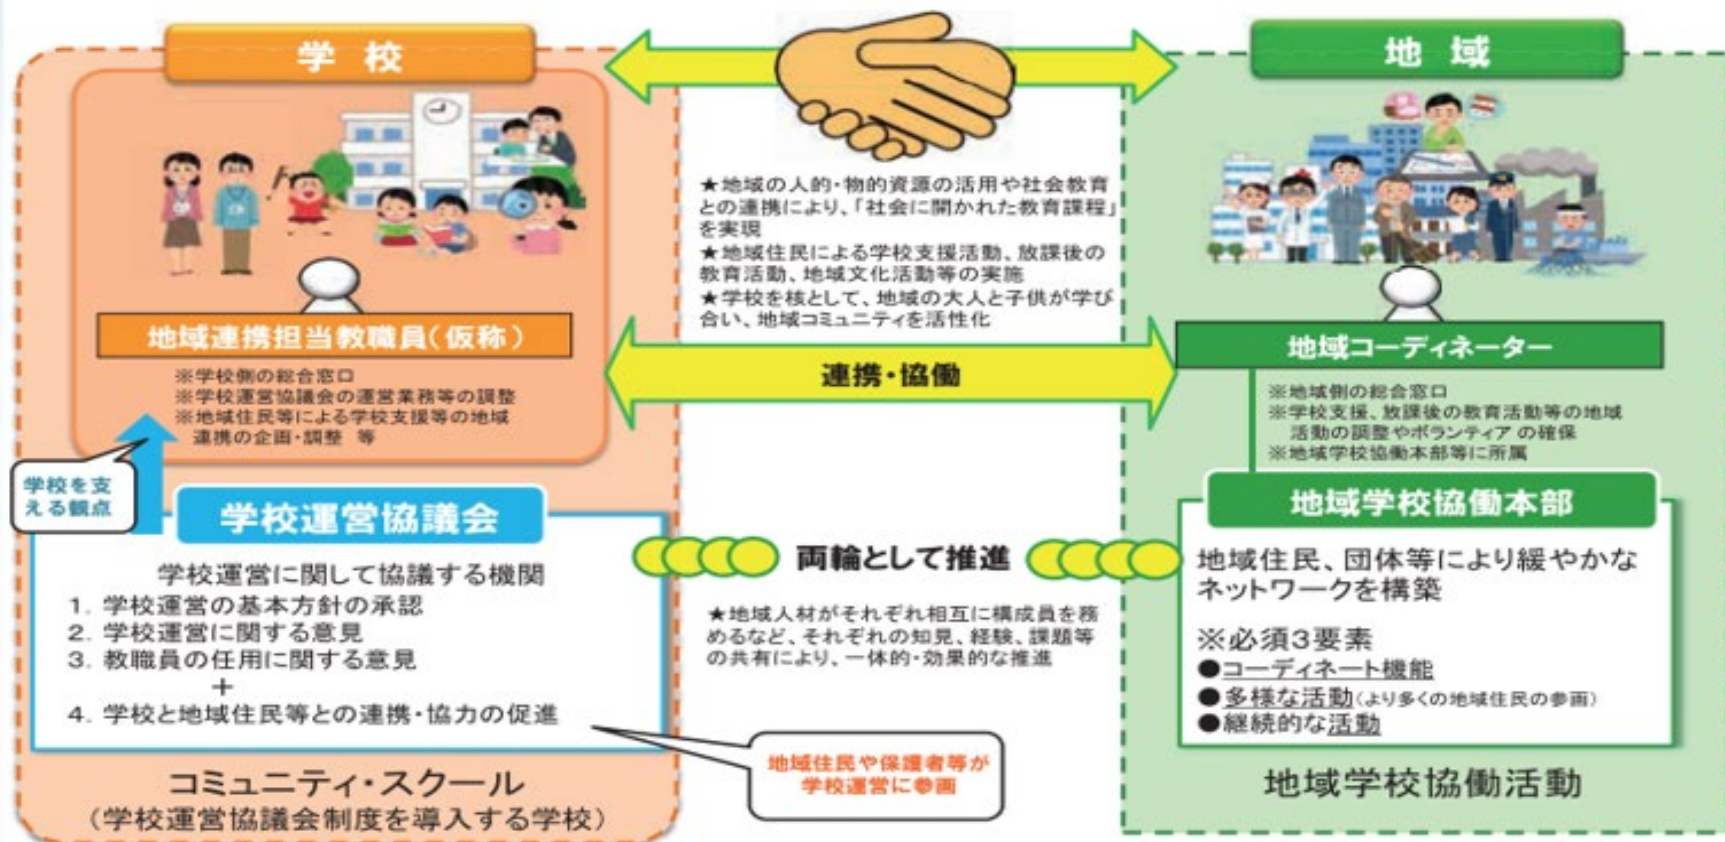 学 校
地域連携担当教職員(仮称)
※学校側の総合窓口
※学校運営協議会の運営業務等の調整
※地域住民等による学校支援等の地域
連携の企画・調整 等
学校を支
える観点
学校運営協議会
学校運営に関して協議する機関
1. 学校運営の基本方針の承認
2. 学校運営に関する意見
3. 教職員の任用に関する意見
+
4. 学校と地域住民等との連携・協力の促進
コミュニティ・スクール
(学校運営協議会制度を導入する学校)
★地域の人的・物的資源の活用や社会教育
との連携により、「社会に開かれた教育課程」
を実現
★地域住民による学校支援活動、放課後の
教育活動、地域文化活動等の実施
★学校を核として、地域の大人と子供が学び
合い、地域コミュニティを活性化
連携・協働
両輪として推進
★地域人材がそれぞれ相互に構成員を務
めるなど、それぞれの知見、経験、課題等
の共有により、一体的・効果的な推進
地域住民や保護者等が
学校運営に参画
地 域
地域コーディネーター
※地域側の総合窓口
※学校支援、放課後の教育活動等の地域
活動の調整やボランティア の確保
※地域学校協働本部等に所属
地域学校協働本部
地域住民、団体等により緩やかな
ネットワークを構築
※必須3要素
●コーディネート機能
●多様な活動(より多くの地域住民の参画)
●継続的な活動
地域学校協働活動